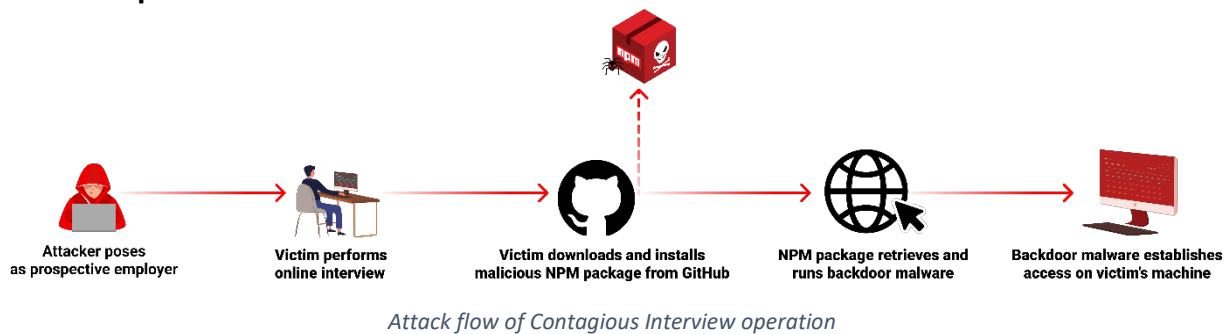 npm
Attacker poses
as prospective employer
Victim performs
online interview
Victim downloads and installs
malicious NPM package from GitHub
NPM package retrieves and
runs backdoor malware
Backdoor malware establishes
access on victim's machine
Attack flow of Contagious Interview operation